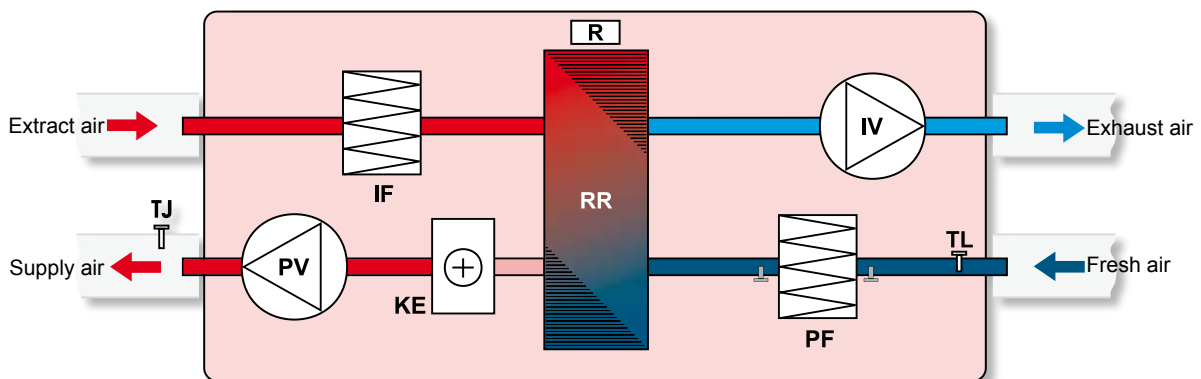 R
Extract air
IV
Exhaust air
IF
RR
TJ
TL
Supply air
PV
Fresh air
KE
PF